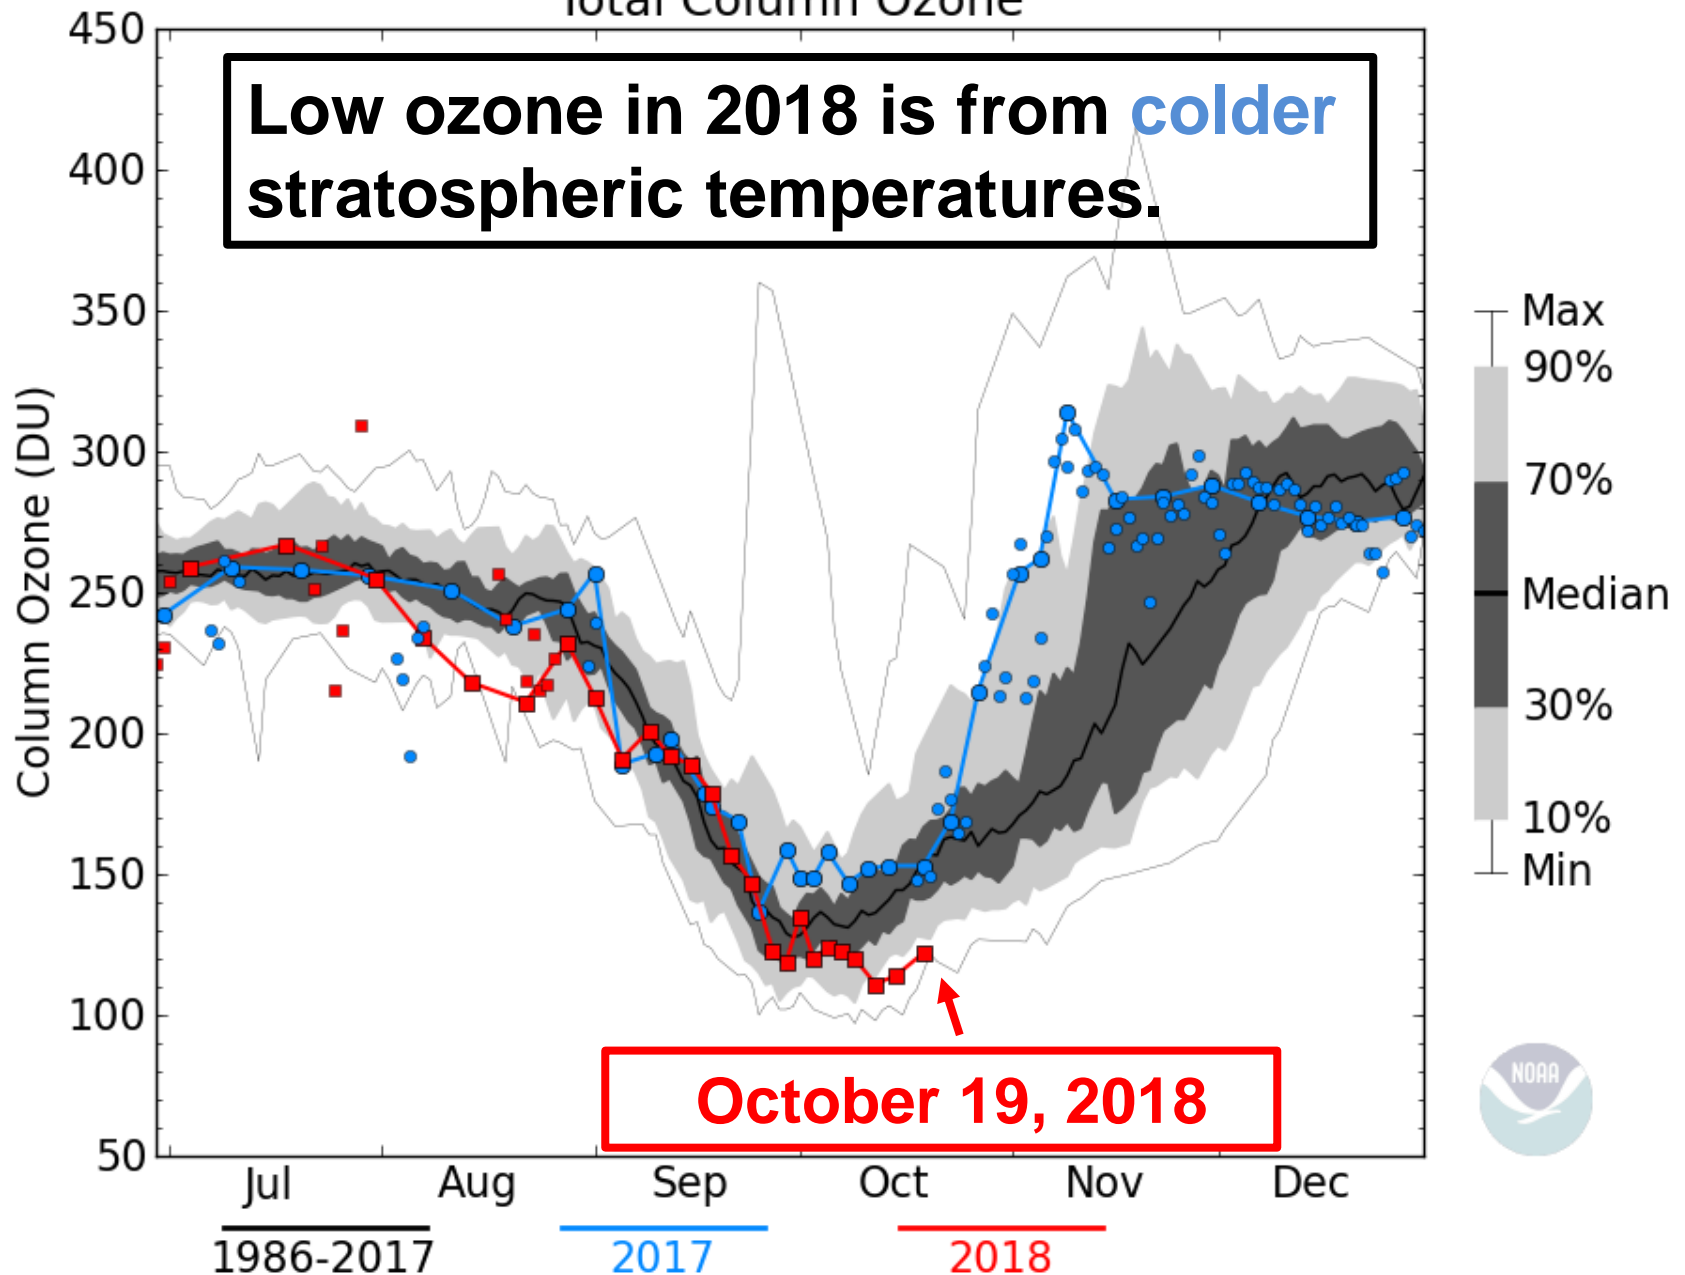 Total Column Ozone
450
Low ozone in 2018 is from colder
stratospheric temperatures.
400
350
300
250
200
150
100
50
Column Ozone (DU)
Max
90%
70%
Median
30%
10%
Min
October 19, 2018
NOAA
Jul Aug Sep Oct Nov Dec
1986-2017 2017 2018